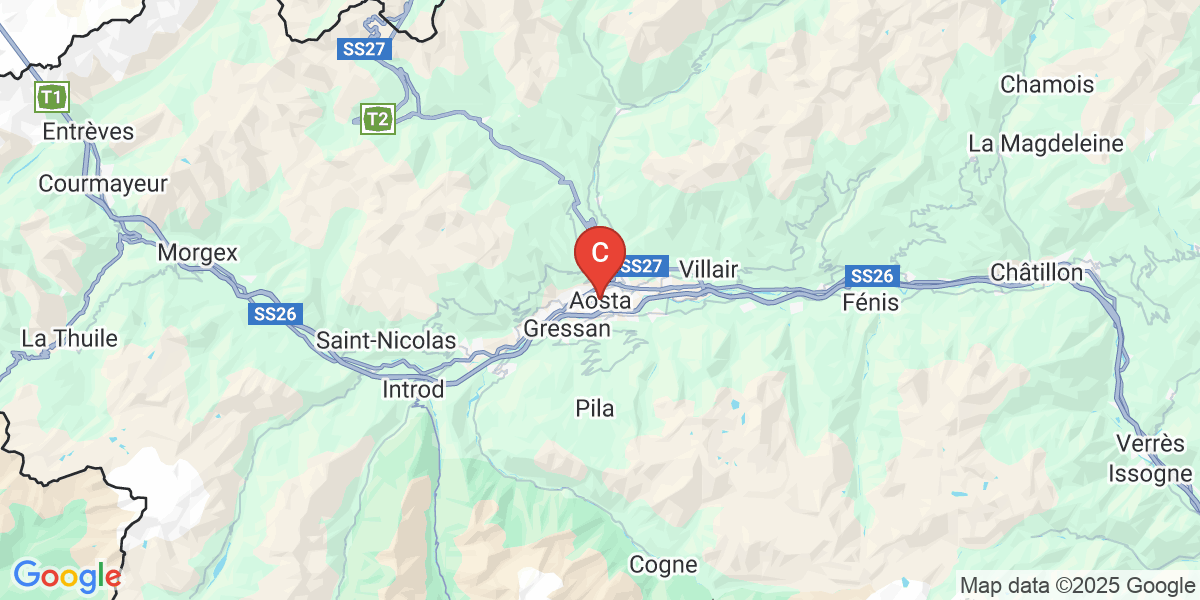 SS27
Chamois
T1
T2
Entrèves
La Magdeleine
Courmayeur
Morgex
C
SS27
Villair
SS26
Châtillon
Aosta
Fénis
SS26
Gressan
La Thuile
Saint-Nicolas
Introd
Pila
Verrès
Issogne
Cogne
Google
Map data ©2025 Google